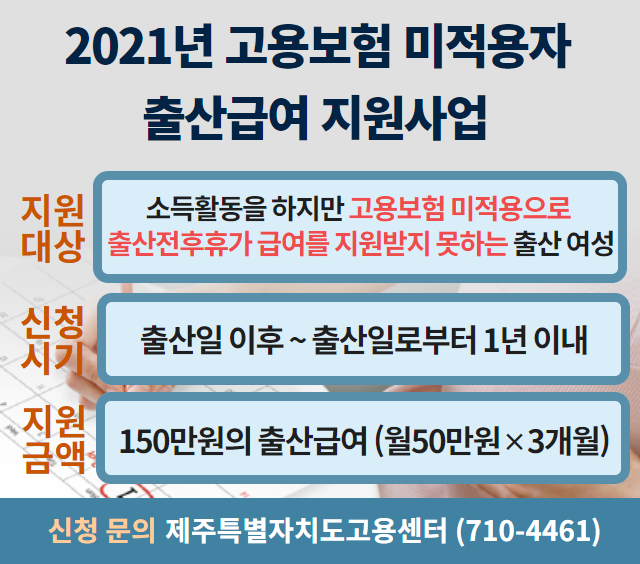 2021년 고용보험 미적용자
출산급여 지원사업
지원
대상
소득활동을 하지만 고용보험 미적용으로
출산전후휴가 급여를 지원받지 못하는 출산 여성
신청
시기
출산일 이후 ~ 출산일로부터 1년 이내
지원
금액
150만원의 출산급여 (월50만원×3개월)
신청 문의 제주특별자치도고용센터 (710-4461)